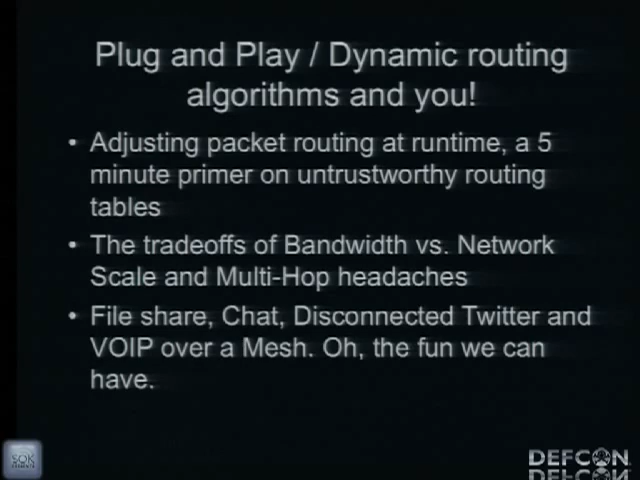 Plug and Play / Dynamic routing
algorithms and you!
• Adjusting packet routing at runtime, a 5
minute primer on untrustworthy routing
tables
• The tradeoffs of Bandwidth vs. Network
Scale and Multi-Hop headaches
• File share, Chat, Disconnected Twitter and
VOIP over a Mesh. Oh, the fun we can
have.
SOK
DEFCON